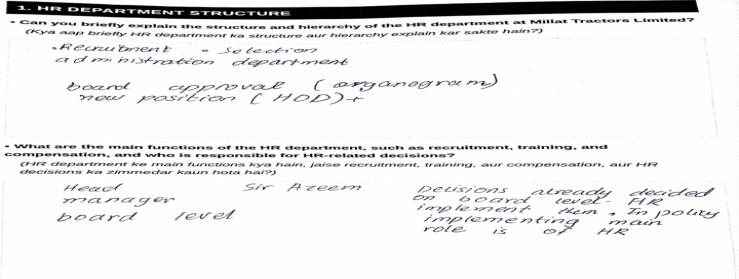 1. HR DEPARTMENT STRUCTURE
• Can you briefly explain the structure and hierarchy of the HR department at Millat Tractors Limited?
(Kya aap briefly HR department ka structure aur hierarchy explain kar sakte hain?)
• Recruitment • Selection
administration department
board approval (organogram)
new position (HOD)+
• What are the main functions of the HR department, such as recruitment, training, and
compensation, and who is responsible for HR-related decisions?
(HR department ke main functions kya hain, jaise recruitment, training, aur compensation, aur HR
decisions ka zimmedar kaun hota hai?)
Head Sir Azeem
manager
board level
Decisions already decided
on board level. HR
implement them. In policy
implementing main
role is of HR